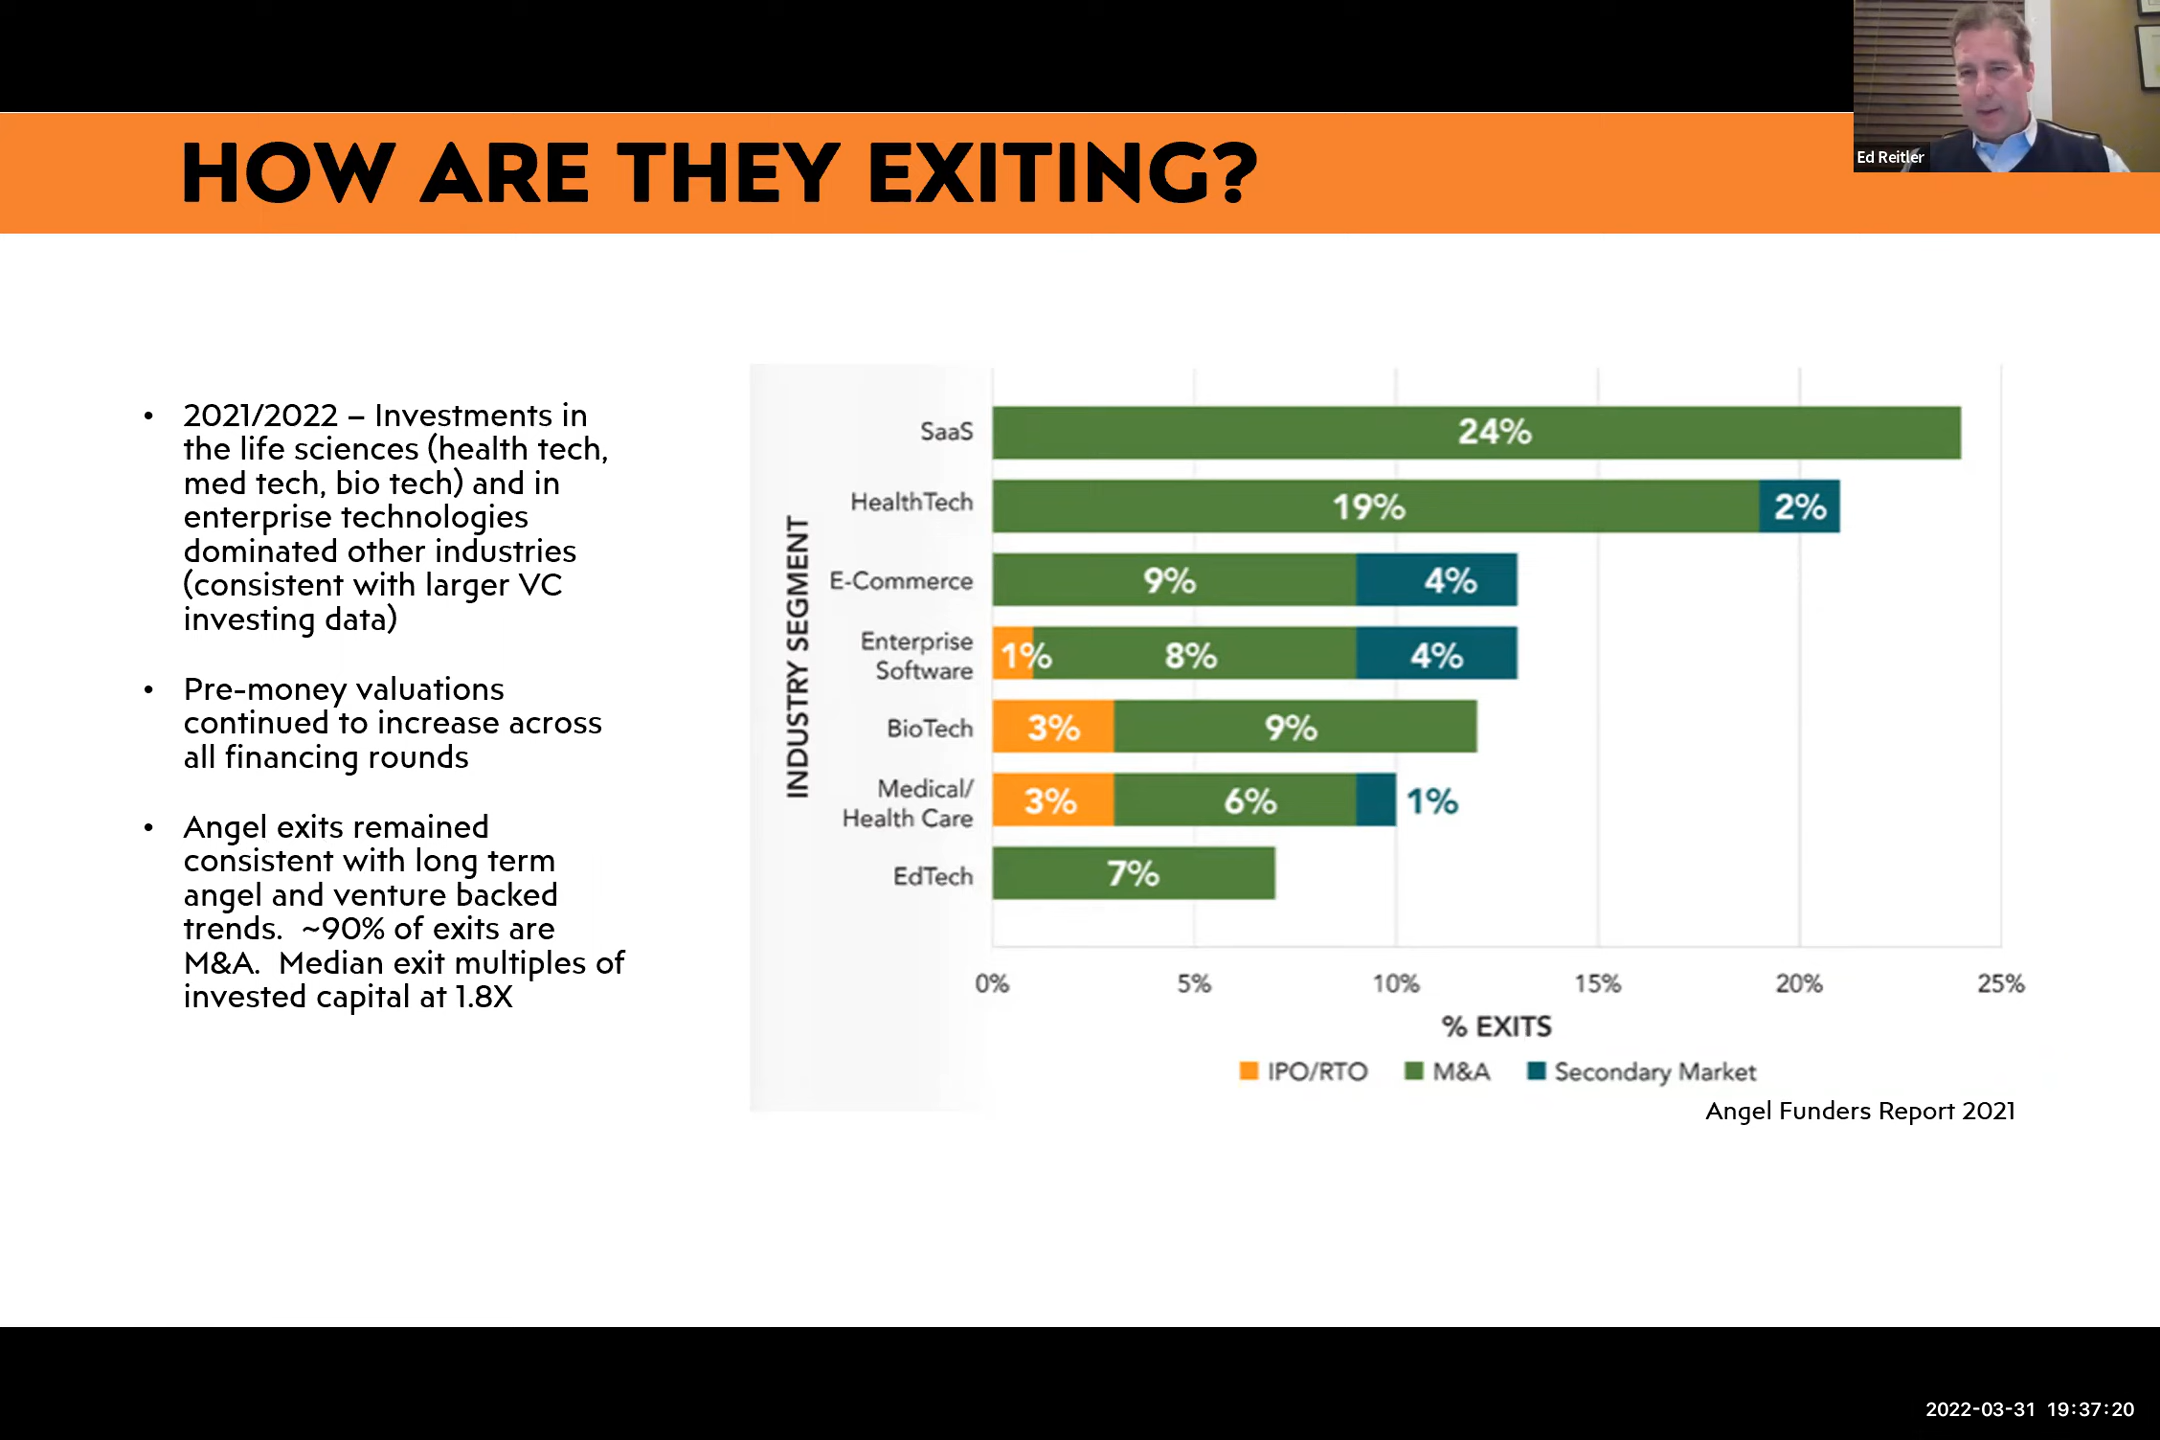 Ed Reitler
HOW ARE THEY EXITING?
• 2021/2022 – Investments in
the life sciences (health tech,
med tech, bio tech) and in
enterprise technologies
dominated other industries
(consistent with larger VC
investing data)
• Pre-money valuations
continued to increase across
all financing rounds
• Angel exits remained
consistent with long term
angel and venture backed
trends. ~90% of exits are
M&A. Median exit multiples of
invested capital at 1.8X
INDUSTRY SEGMENT
SaaS 24%
HealthTech 19% 2%
E-Commerce 9% 4%
Enterprise
Software 1% 8% 4%
BioTech 3% 9%
Medical/
Health Care 3% 6% 1%
EdTech 7%
0% 5% 10% 15% 20% 25%
% EXITS
IPO/RTO M&A Secondary Market
Angel Funders Report 2021
2022-03-31 19:37:20